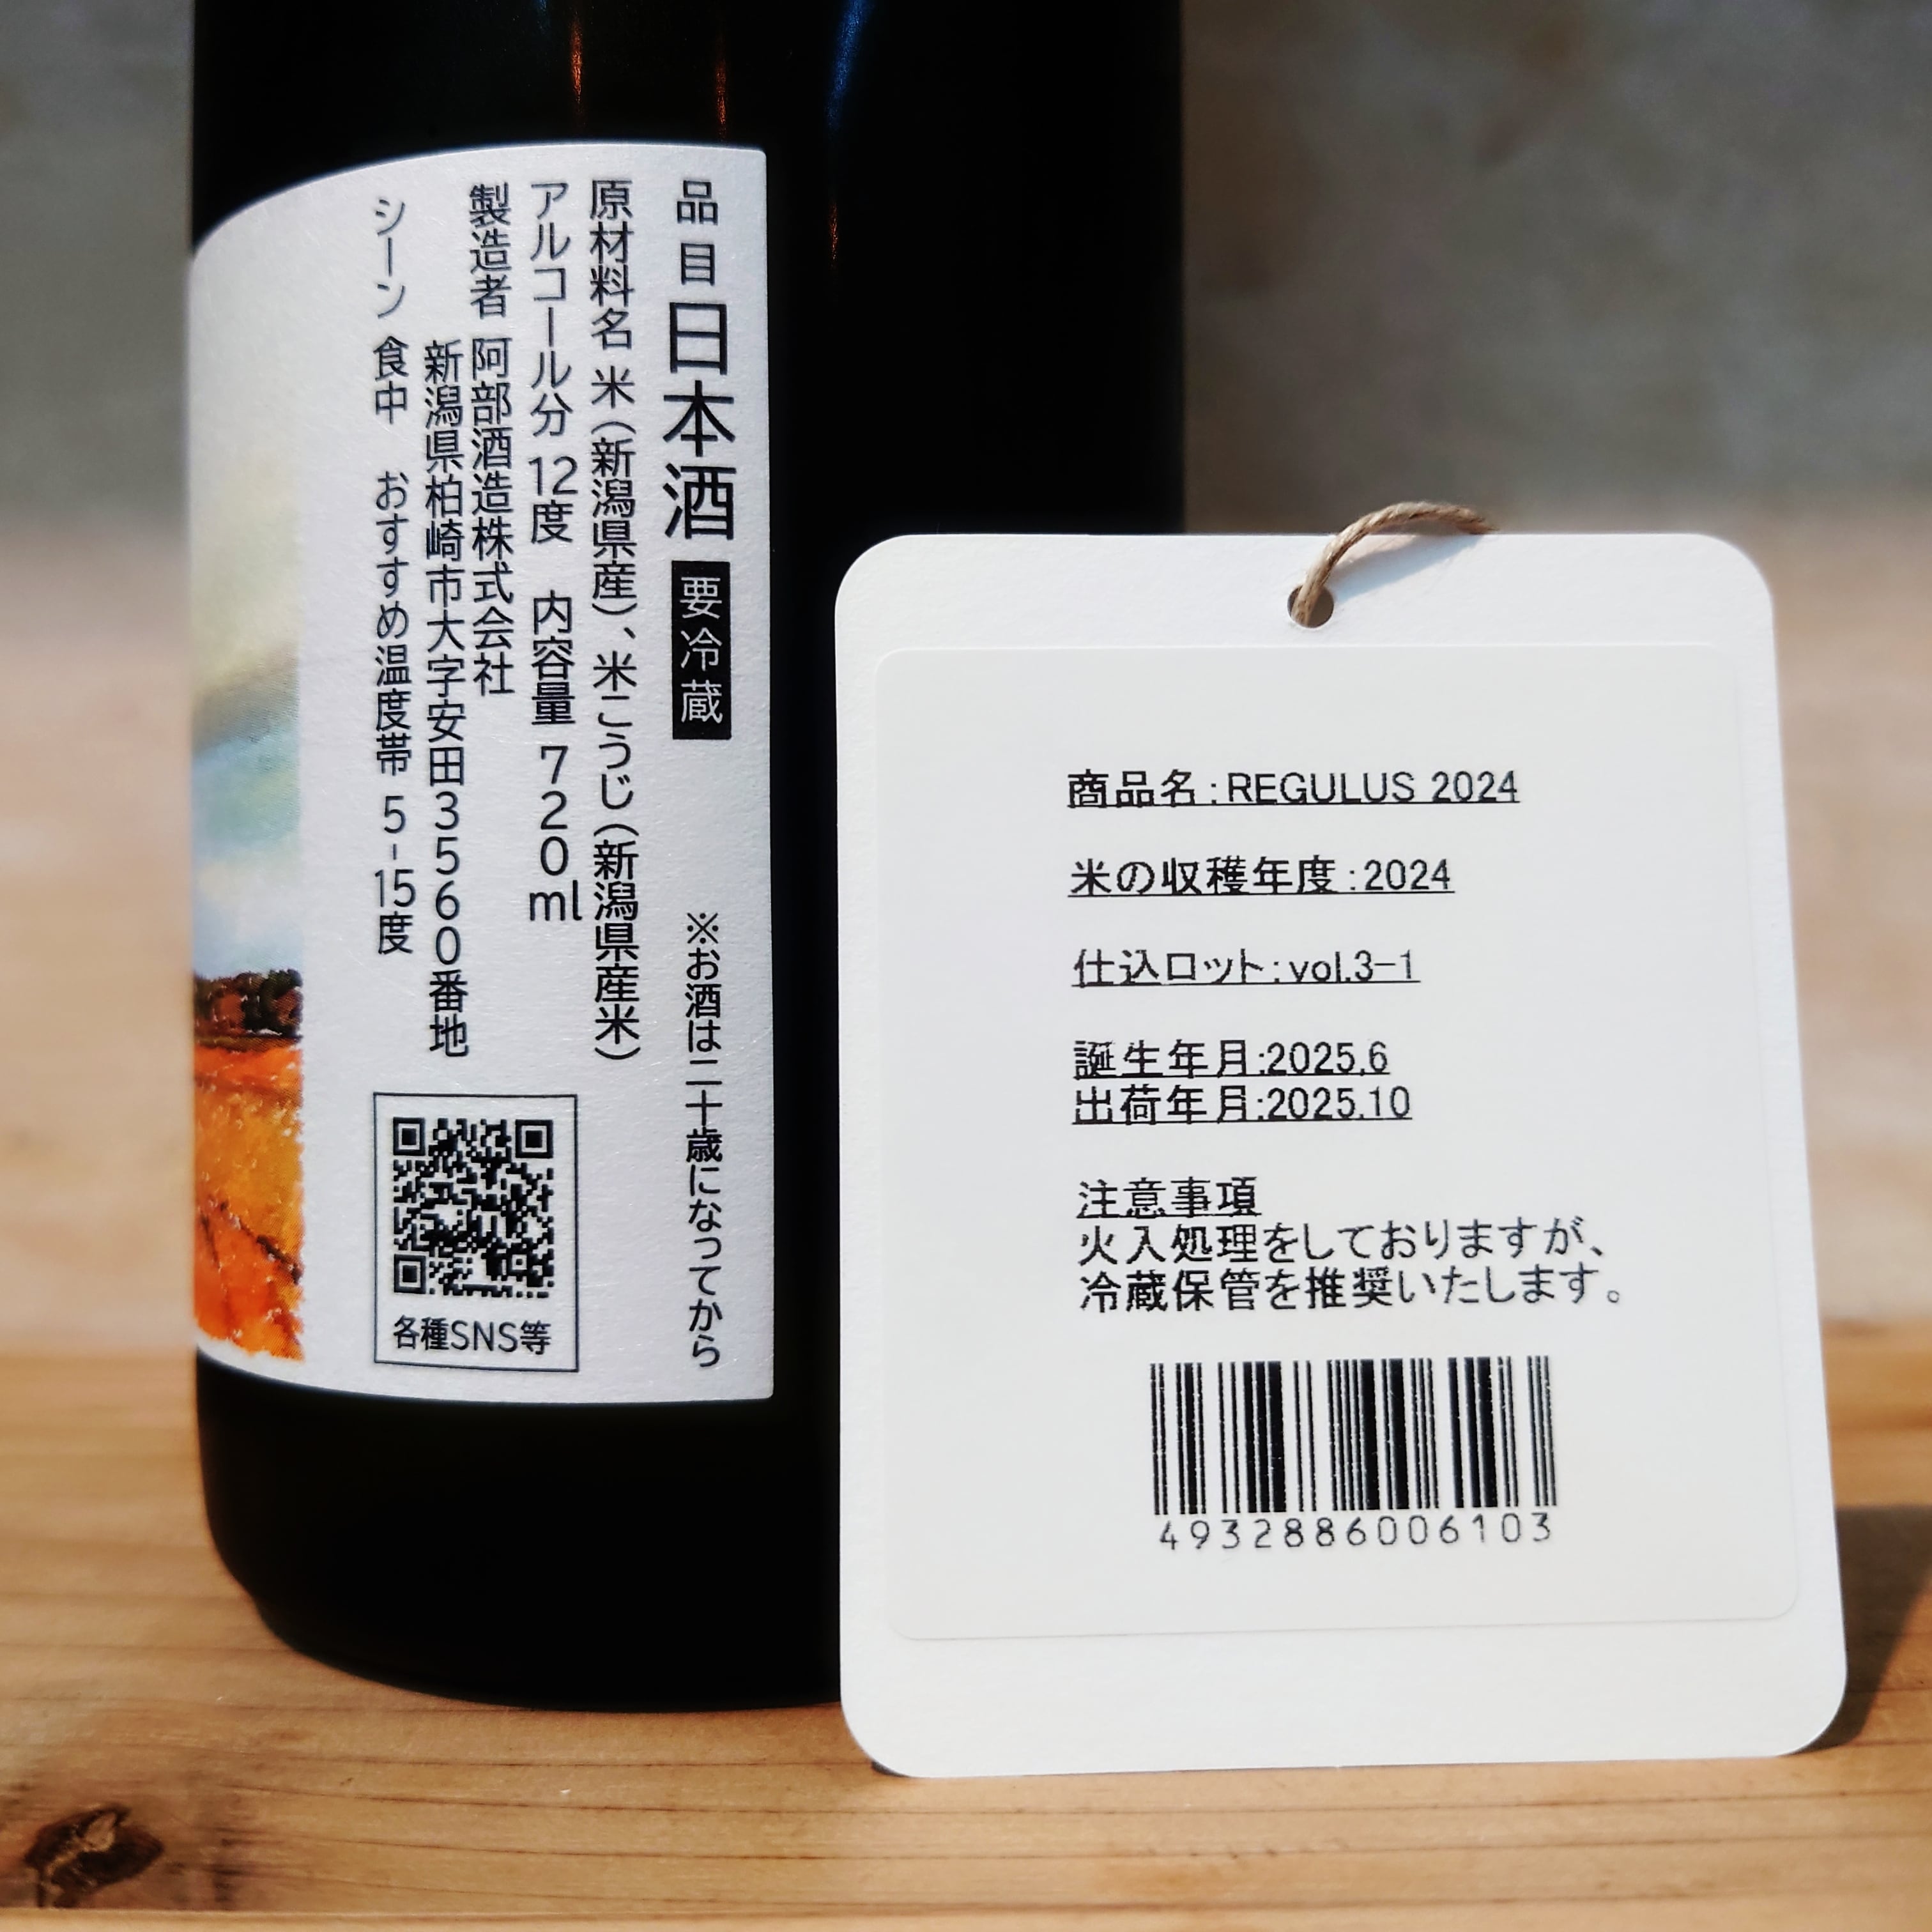 品目 日本酒 要冷蔵 ※お酒は二十歳になってから
原材料名 米(新潟県産)、米こうじ(新潟県産米)
アルコール分 12度 内容量 720ml
製造者 阿部酒造株式会社
新潟県柏崎市大字安田3560番地
シーン 食中 おすすめ温度帯 5-15度
各種SNS等
商品名:REGULUS 2024
米の収穫年度:2024
仕込ロット:vol.3-1
誕生年月:2025.6
出荷年月:2025.10
注意事項
火入処理をしておりますが、
冷蔵保管を推奨いたします。
4932886006103